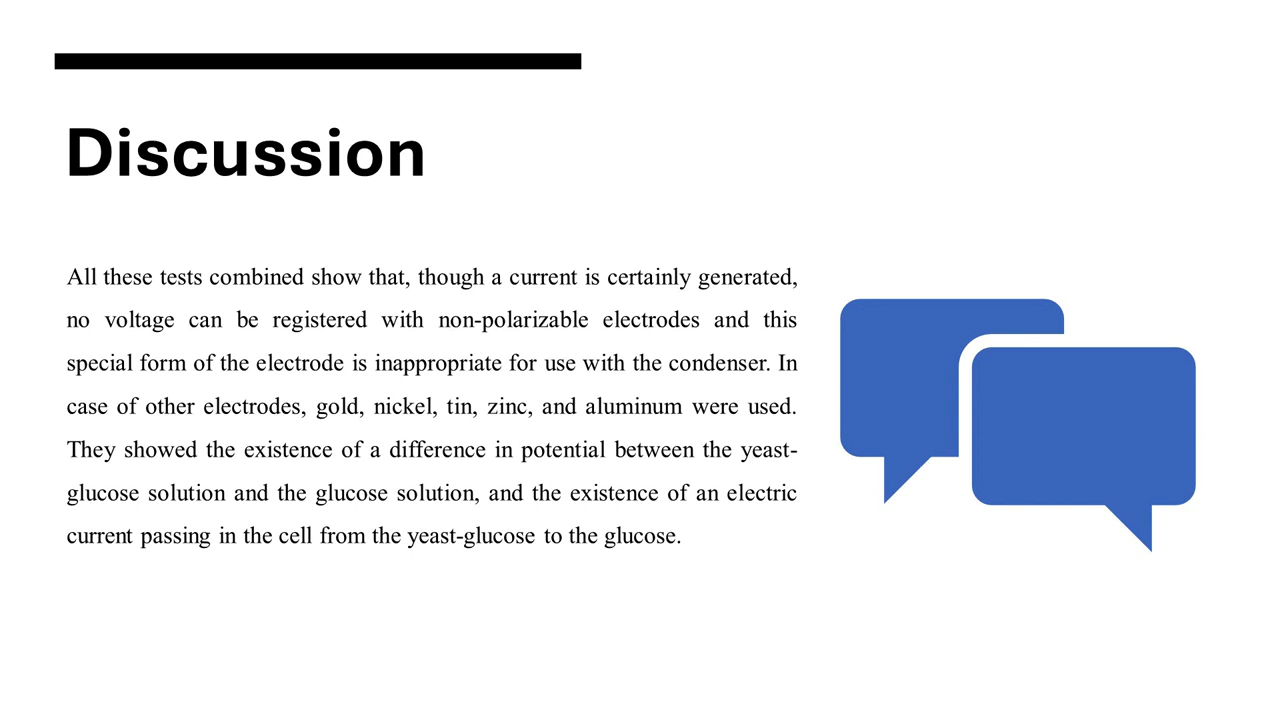 Discussion
All these tests combined show that, though a current is certainly generated,
no voltage can be registered with non-polarizable electrodes and this
special form of the electrode is inappropriate for use with the condenser. In
case of other electrodes, gold, nickel, tin, zinc, and aluminum were used.
They showed the existence of a difference in potential between the yeast-
glucose solution and the glucose solution, and the existence of an electric
current passing in the cell from the yeast-glucose to the glucose.